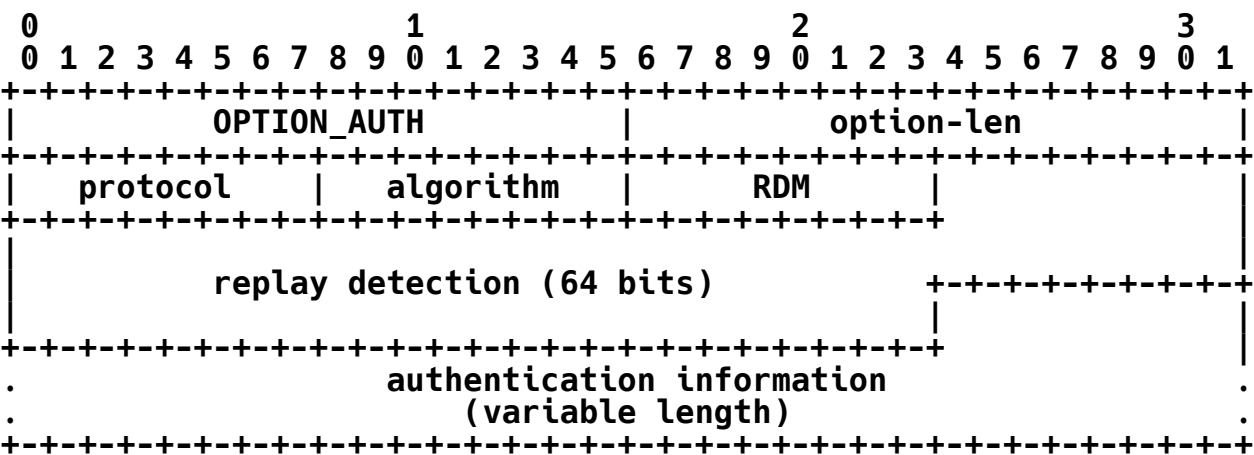 0                   1                   2                   3
 0 1 2 3 4 5 6 7 8 9 0 1 2 3 4 5 6 7 8 9 0 1 2 3 4 5 6 7 8 9 0 1
+-+-+-+-+-+-+-+-+-+-+-+-+-+-+-+-+-+-+-+-+-+-+-+-+-+-+-+-+-+-+-+-+
|          OPTION_AUTH          |          option-len           |
+-+-+-+-+-+-+-+-+-+-+-+-+-+-+-+-+-+-+-+-+-+-+-+-+-+-+-+-+-+-+-+-+
|   protocol    |   algorithm   |      RDM      |               |
+-+-+-+-+-+-+-+-+-+-+-+-+-+-+-+-+-+-+-+-+-+-+-+-+               |
|                                                               |
|          replay detection (64 bits)           +-+-+-+-+-+-+-+-+
|                                               |               |
+-+-+-+-+-+-+-+-+-+-+-+-+-+-+-+-+-+-+-+-+-+-+-+-+               |
.                   authentication information                  .
.                       (variable length)                       .
+-+-+-+-+-+-+-+-+-+-+-+-+-+-+-+-+-+-+-+-+-+-+-+-+-+-+-+-+-+-+-+-+